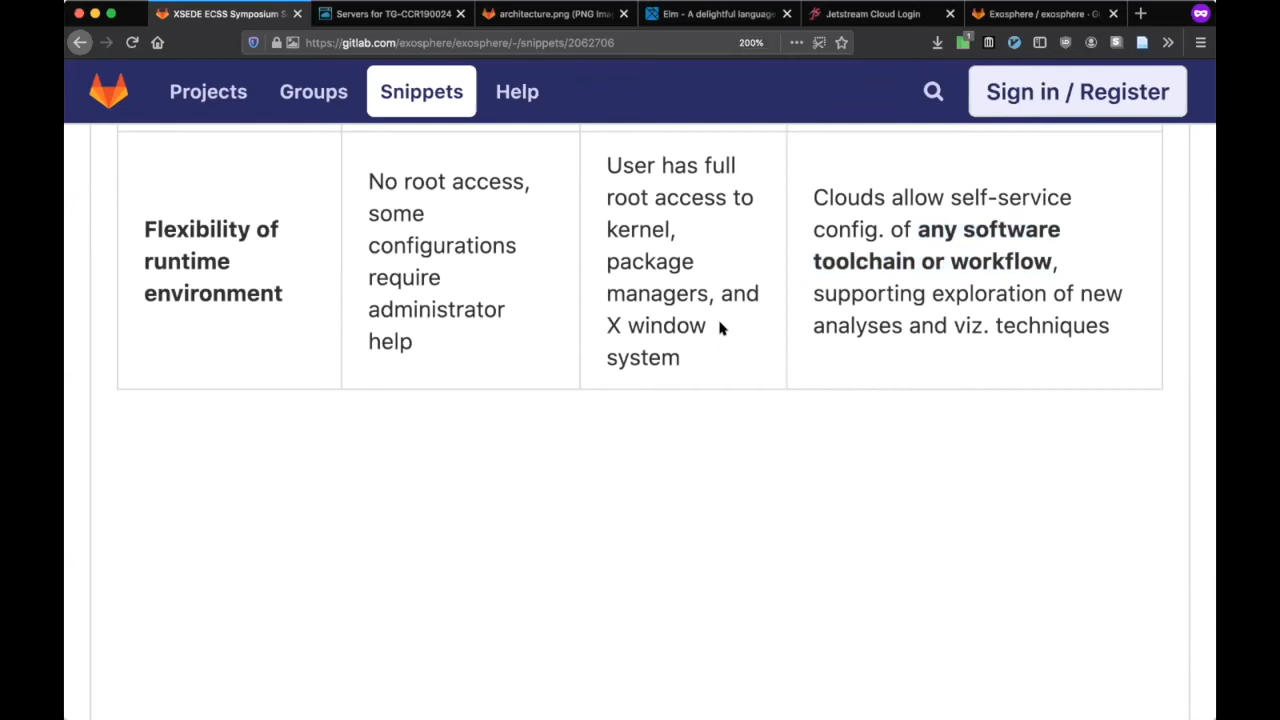 XSEDE ECSS Symposium S
Servers for TG-CCR190024
architecture.png (PNG Ima
Elm - A delightful language
Jetstream Cloud Login
Exosphere / exosphere · G
https://gitlab.com/exosphere/exosphere/-/snippets/2062706
200%
1
Projects
Groups
Snippets
Help
Sign in / Register
Flexibility of
runtime
environment
No root access,
some
configurations
require
administrator
help
User has full
root access to
kernel,
package
managers, and
X window
system
Clouds allow self-service
config. of any software
toolchain or workflow,
supporting exploration of new
analyses and viz. techniques